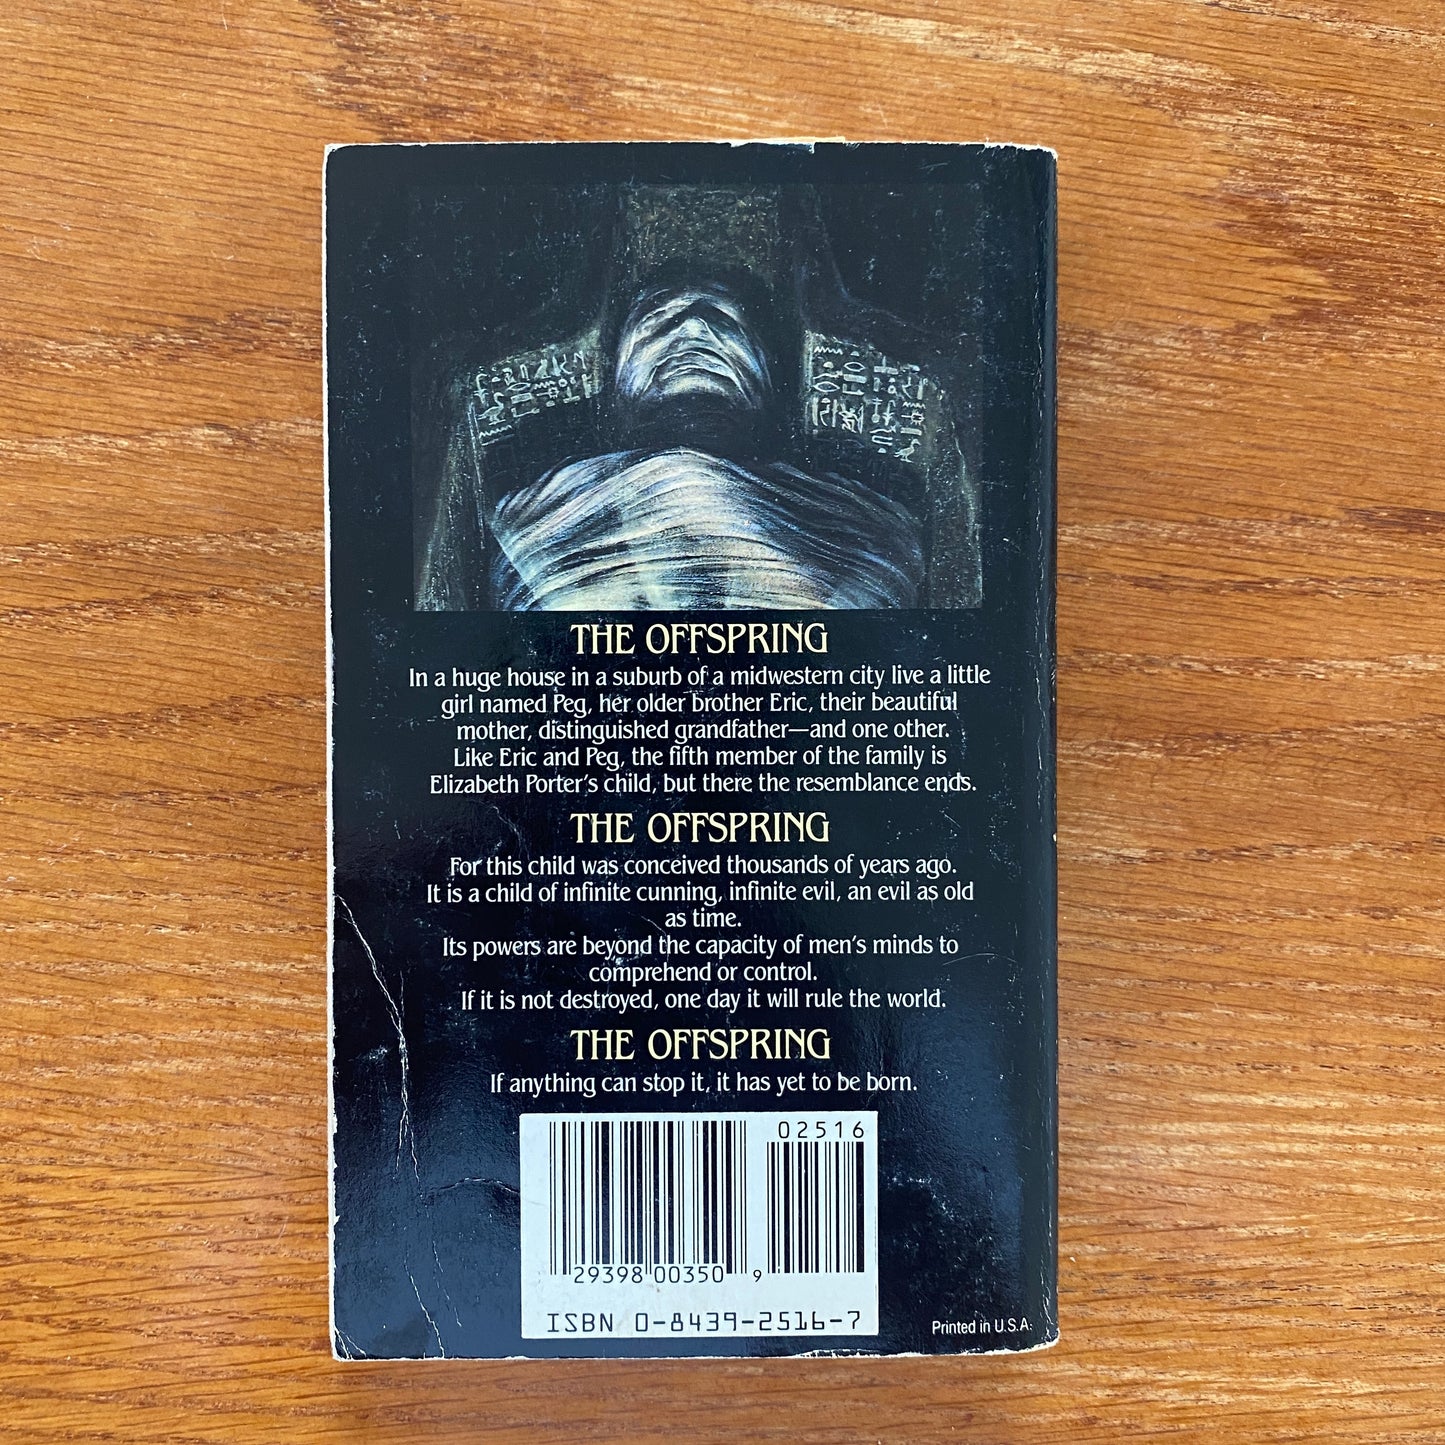 THE OFFSPRING
In a huge house in a suburb of a midwestern city live a little
girl named Peg, her older brother Eric, their beautiful
mother, distinguished grandfather—and one other.
Like Eric and Peg, the fifth member of the family is
Elizabeth Porter's child, but there the resemblance ends.
THE OFFSPRING
For this child was conceived thousands of years ago.
It is a child of infinite cunning, infinite evil, an evil as old
as time.
Its powers are beyond the capacity of men's minds to
comprehend or control.
If it is not destroyed, one day it will rule the world.
THE OFFSPRING
If anything can stop it, it has yet to be born.
02516
29398 00350 9
ISBN 0-8439-2516-7
Printed in U.S.A.